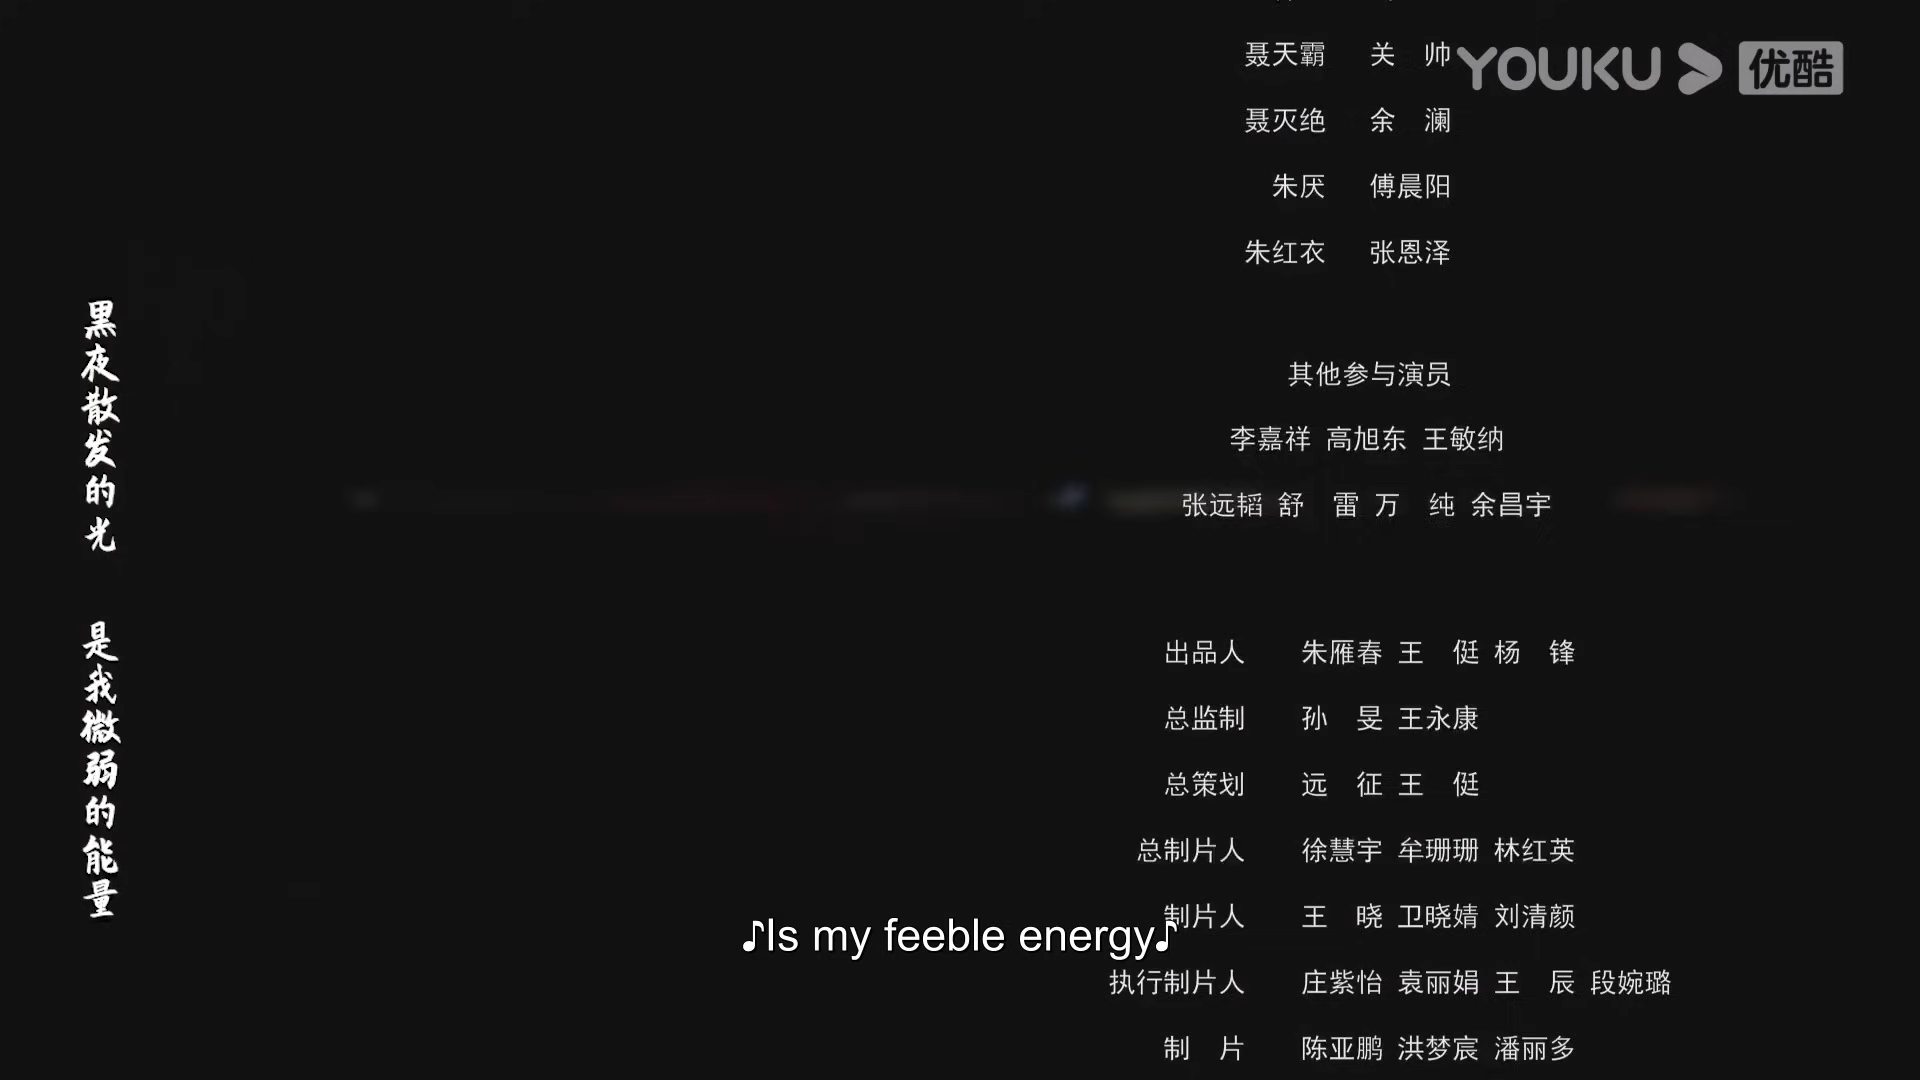 聂天霸 关 帅
YOUKU 优酷
聂灭绝 余 澜
朱厌 傅晨阳
朱红衣 张恩泽
其他参与演员
李嘉祥 高旭东 王敏纳
张远韬 舒 雷 万 纯 余昌宇
出品人 朱雁春 王 侹 杨 锋
总监制 孙 旻 王永康
总策划 远 征 王 侹
总制片人 徐慧宇 牟珊珊 林红英
制片人 王 晓 卫晓婧 刘清颜
执行制片人 庄紫怡 袁丽娟 王 辰 段婉璐
制 片 陈亚鹏 洪梦宸 潘丽多
黑夜散发的光
是我微弱的能量
♪Is my feeble energy♪